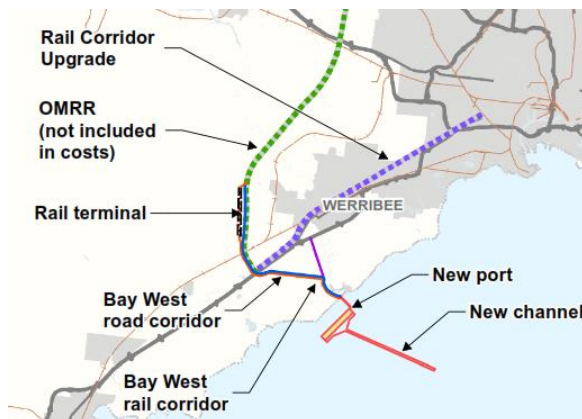 Rail Corridor
Upgrade
OMRR
(not included
in costs)
Rail terminal
WERRIBEE
Bay West
road corridor
New port
New channel
Bay West
rail corridor